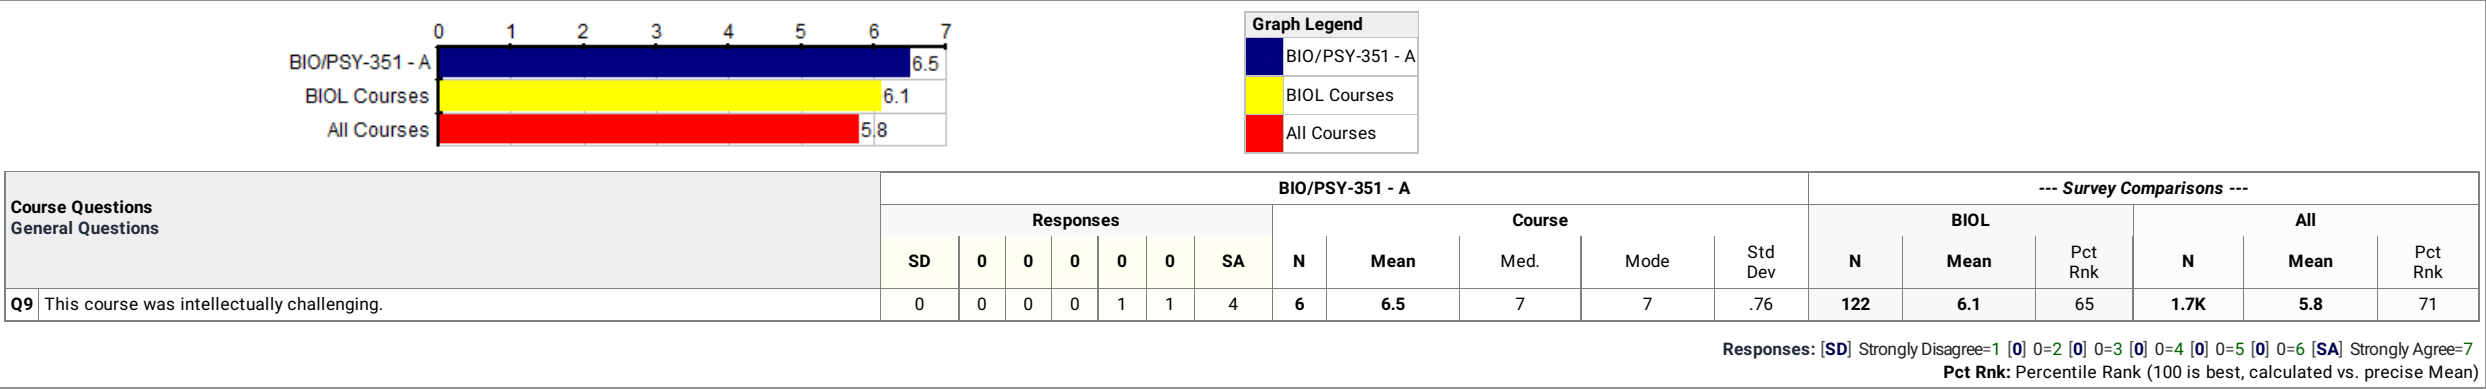 0 1 2 3 4 5 6 7
BIO/PSY-351 - A 6.5
BIOL Courses 6.1
All Courses 5.8
Graph Legend
BIO/PSY-351 - A
BIOL Courses
All Courses
Course Questions
General Questions
BIO/PSY-351 - A --- Survey Comparisons ---
Responses Course BIOL All
SD 0 0 0 0 0 SA N Mean Med. Mode Std Dev N Mean Pct Rnk N Mean Pct Rnk
Q9 This course was intellectually challenging. 0 0 0 0 1 1 4 6 6.5 7 7 .76 122 6.1 65 1.7K 5.8 71
Responses: [SD] Strongly Disagree=1 [0] 0=2 [0] 0=3 [0] 0=4 [0] 0=5 [0] 0=6 [SA] Strongly Agree=7
Pct Rnk: Percentile Rank (100 is best, calculated vs. precise Mean)